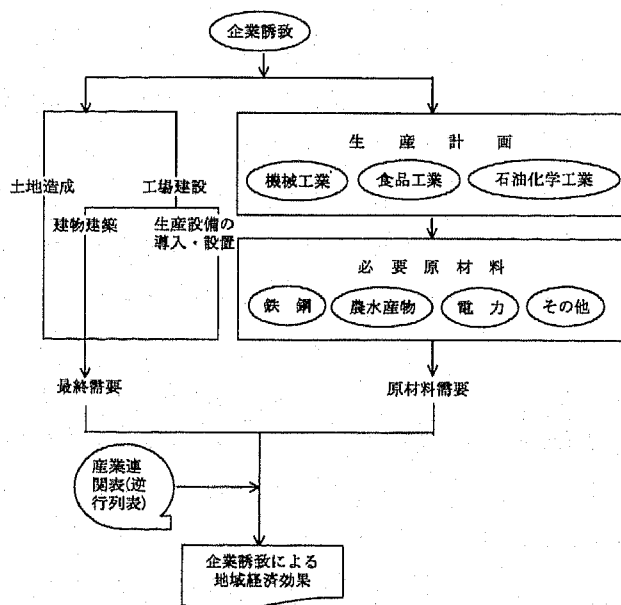 企業誘致
生産計画
機械工業
食品工業
石油化学工業
土地造成
工場建設
建物建築
生産設備の
導入・設置
必要原材料
鉄鋼
農水産物
電力
その他
最終需要
原材料需要
産業連
関表(逆
行列表)
企業誘致による
地域経済効果